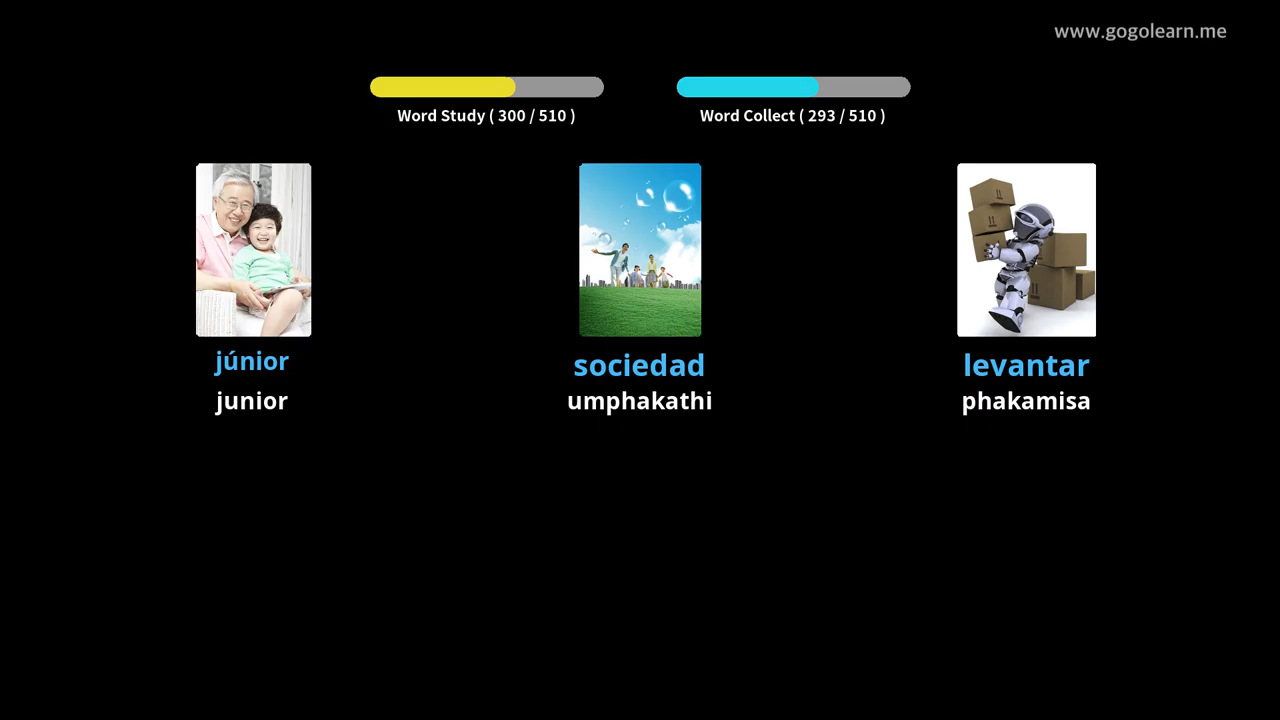 www.gogolearn.me
Word Study ( 300 / 510 )
Word Collect ( 293 / 510 )
júnior
junior
sociedad
umphakathi
levantar
phakamisa